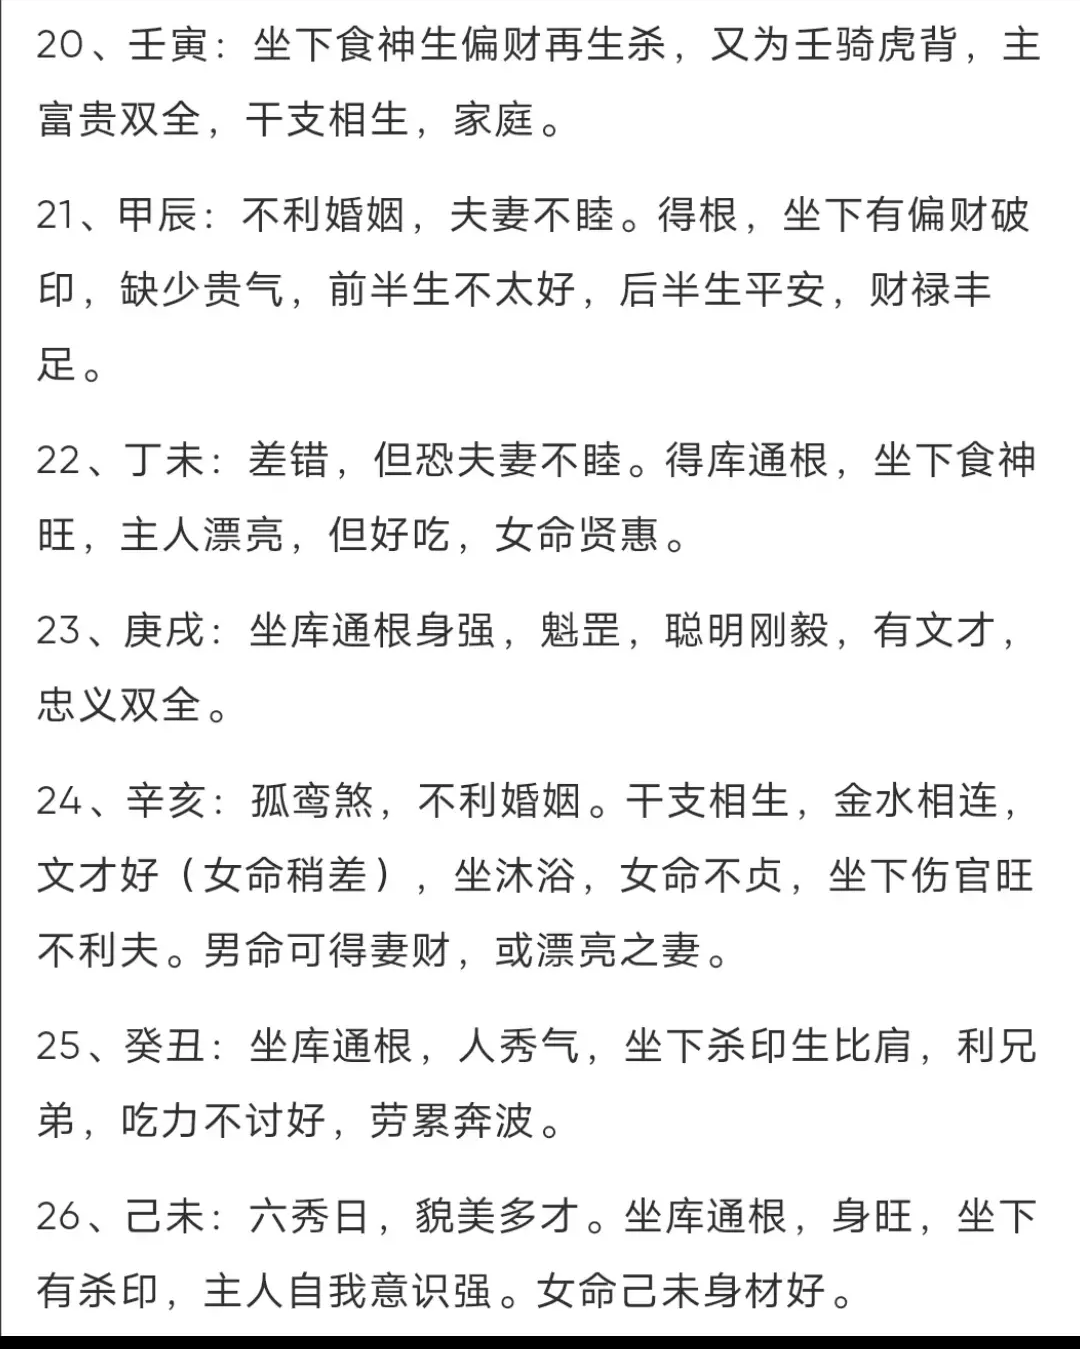 20、壬寅：坐下食神生偏财再生杀，又为壬骑虎背，主
富贵双全，干支相生，家庭。
21、甲辰：不利婚姻，夫妻不睦。得根，坐下有偏财破
印，缺少贵气，前半生不太好，后半生平安，财禄丰
足。
22、丁未：差错，但恐夫妻不睦。得库通根，坐下食神
旺，主人漂亮，但好吃，女命贤惠。
23、庚戌：坐库通根身强，魁罡，聪明刚毅，有文才，
忠义双全。
24、辛亥：孤鸾煞，不利婚姻。干支相生，金水相连，
文才好（女命稍差），坐沐浴，女命不贞，坐下伤官旺
不利夫。男命可得妻财，或漂亮之妻。
25、癸丑：坐库通根，人秀气，坐下杀印生比肩，利兄
弟，吃力不讨好，劳累奔波。
26、己未：六秀日，貌美多才。坐库通根，身旺，坐下
有杀印，主人自我意识强。女命己未身材好。